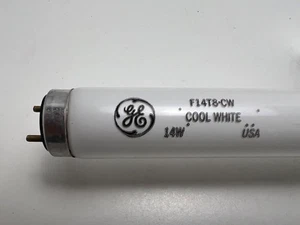 GE
F14T8·CW
COOL WHITE
14W USA